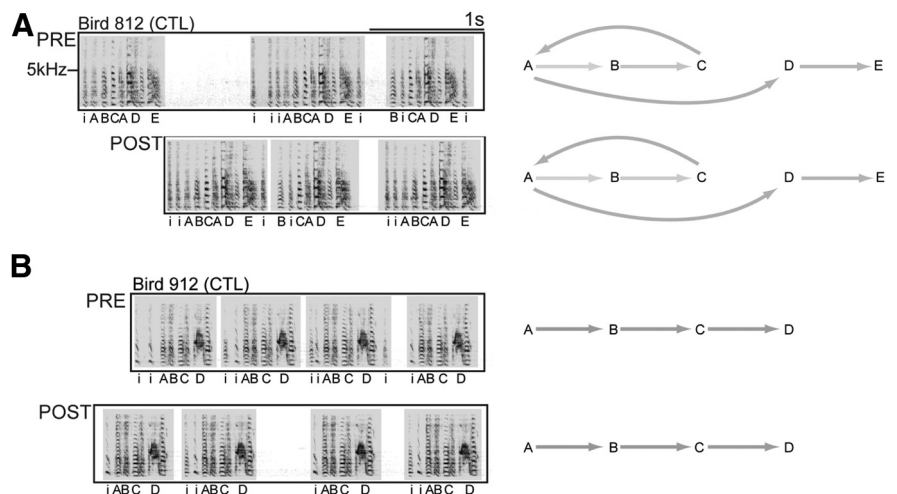 A
Bird 812 (CTL)
1s
PRE
5kHz
i A B C A D E i i i A B C A D E i B i C A D E i
A B C D E
POST
i i A B C A D E i B i C A D E i i A B C A D E
A B C D E
B
Bird 912 (CTL)
PRE
i i A B C D i i A B C D i i A B C D i i A B C D
A B C D
POST
i A B C D i i A B C D i A B C D i i A B C D
A B C D